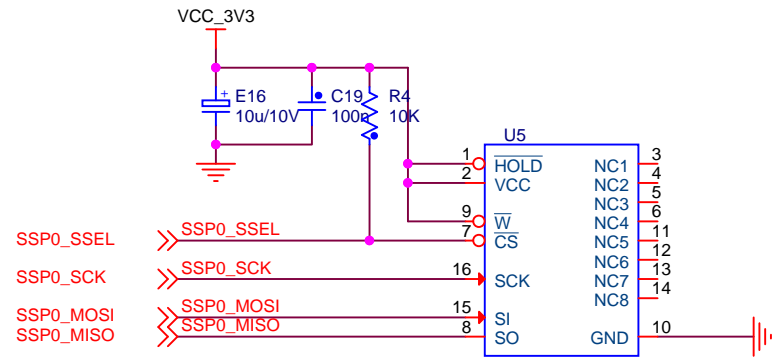 VCC_3V3
E16
10u/10V
C19
100n
R4
10K
U5
1 HOLD NC1 3
2 VCC NC2 4
NC3 5
9 W NC4 6
7 CS NC5 11
NC6 12
16 SCK NC7 13
NC8 14
15 SI
8 SO GND 10
SSP0_SSEL SSP0_SSEL
SSP0_SCK SSP0_SCK
SSP0_MOSI SSP0_MOSI
SSP0_MISO SSP0_MISO